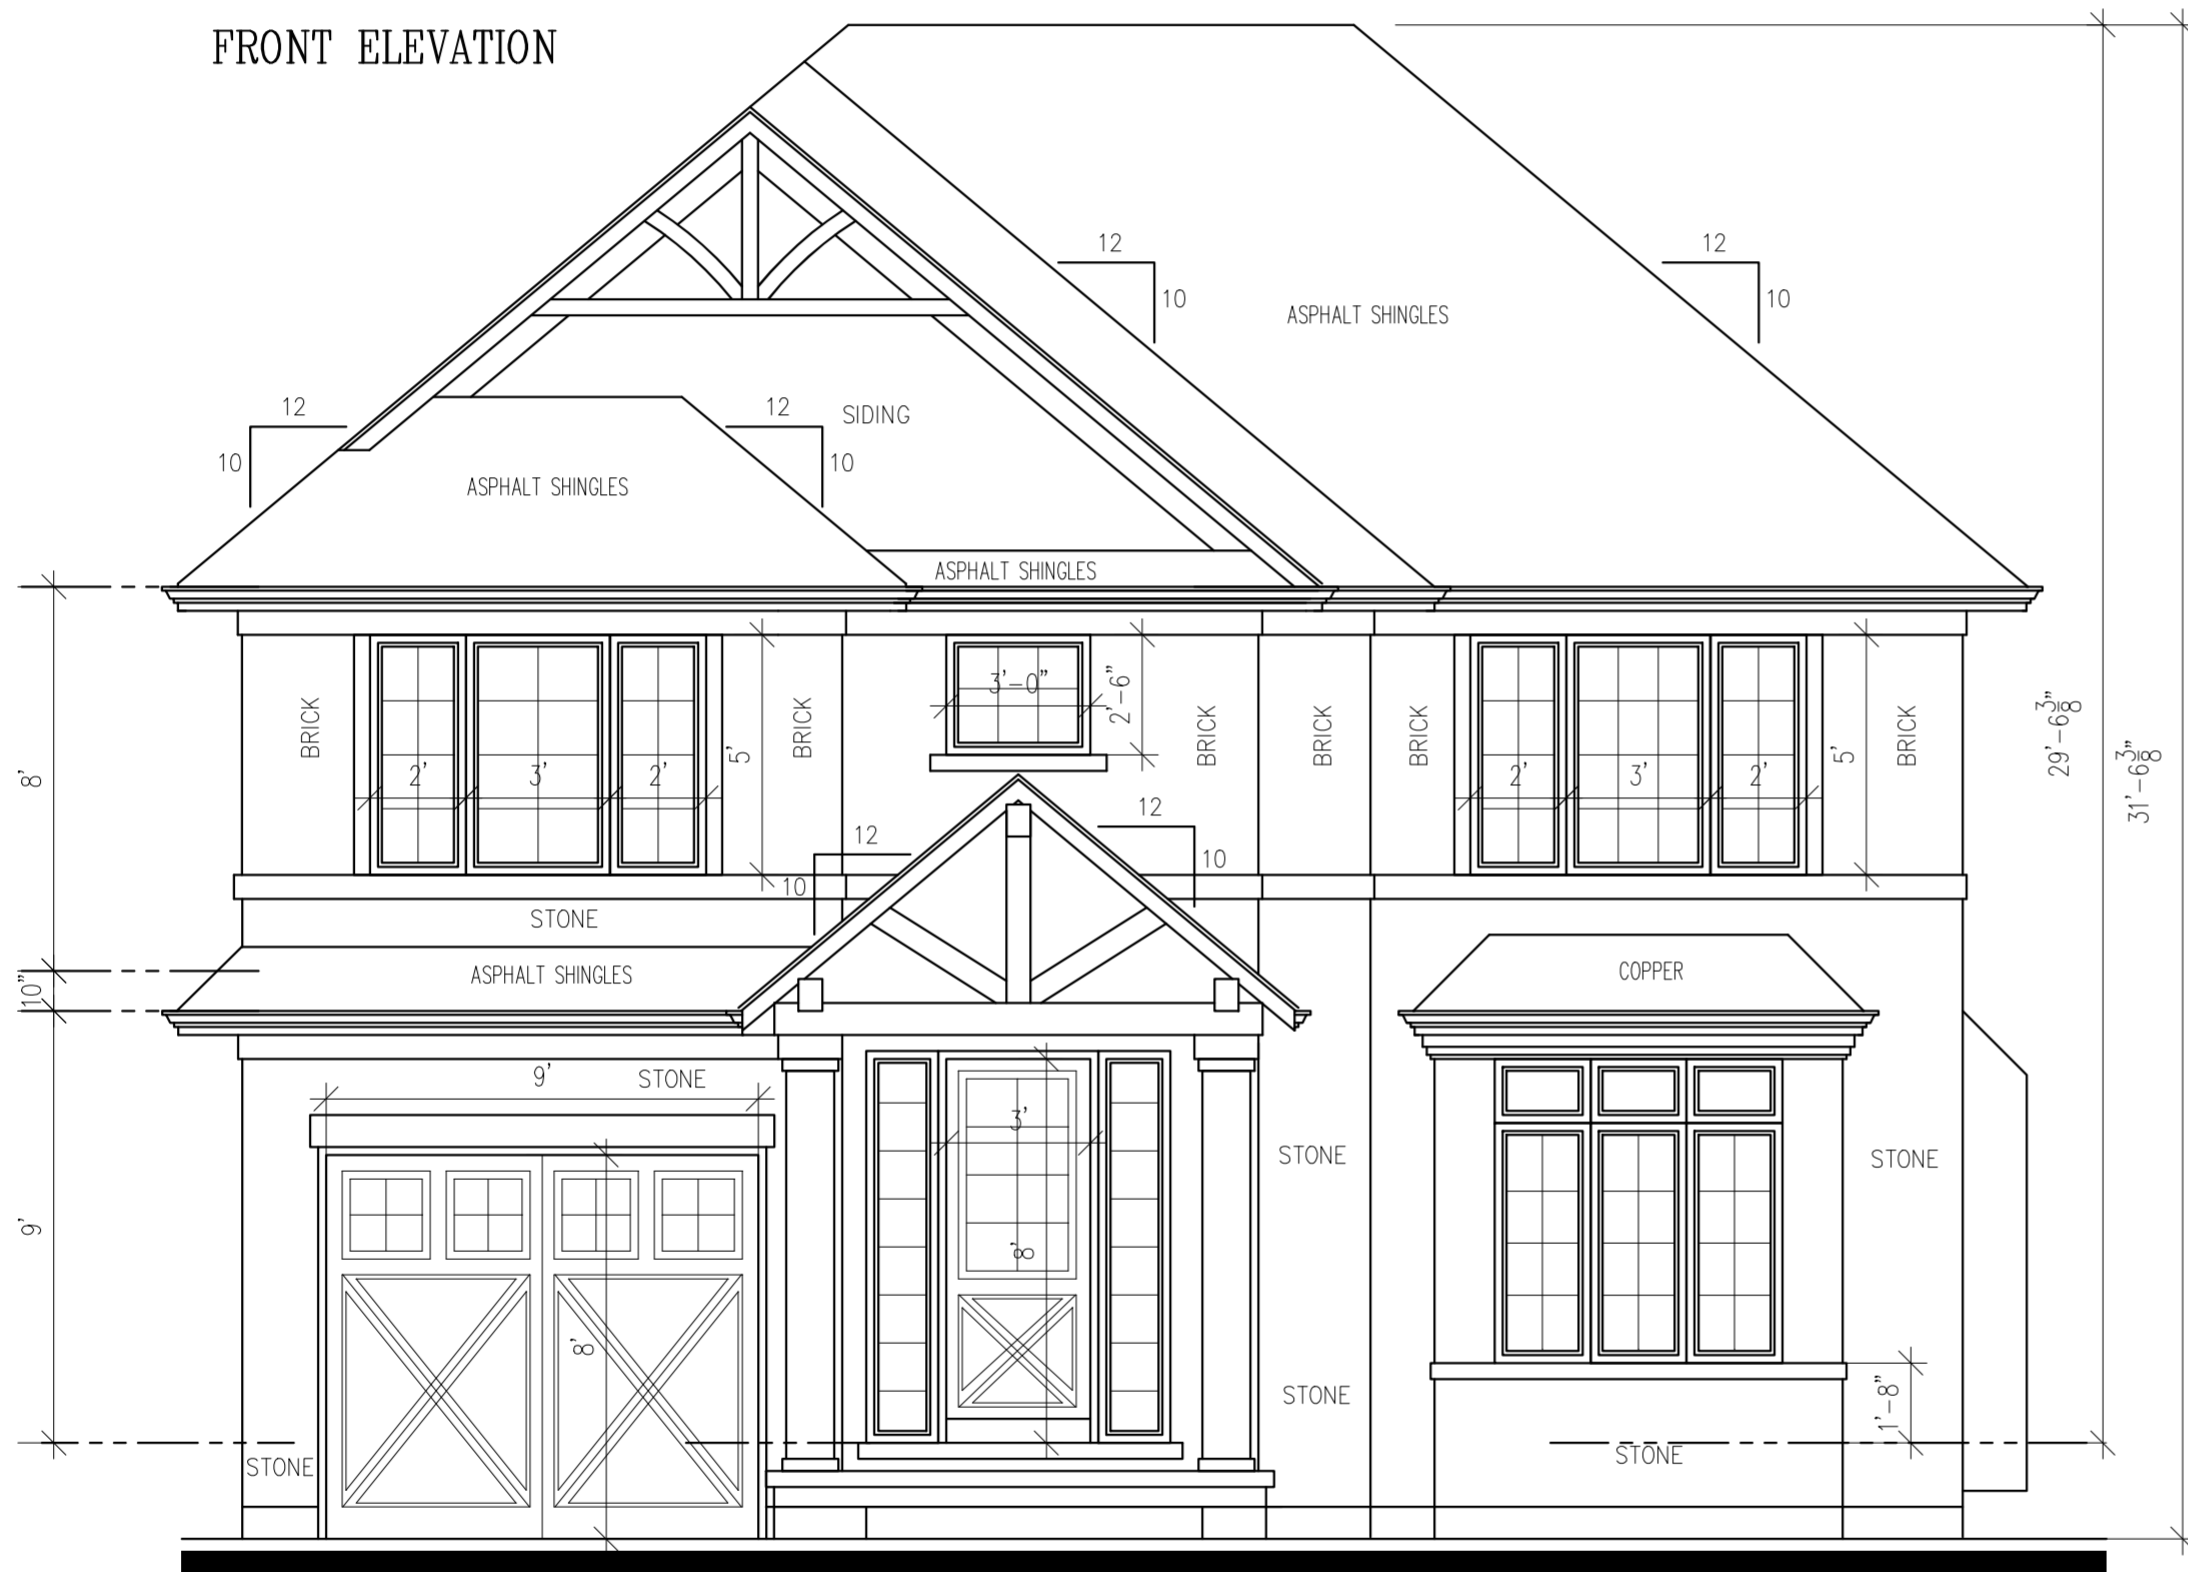 FRONT ELEVATION
12
10
12
10
ASPHALT SHINGLES
12
10
12
10
SIDING
ASPHALT SHINGLES
ASPHALT SHINGLES
8'
10"
9'
BRICK
2'
3'
2'
5'
BRICK
3'-0"
2'-6"
BRICK
BRICK
BRICK
2'
3'
2'
5'
BRICK
29'-6 3/8"
31'-6 3/8"
12
10
12
10
STONE
ASPHALT SHINGLES
COPPER
9'
STONE
3'
8'
8'
STONE
STONE
STONE
1'-8"
STONE
STONE